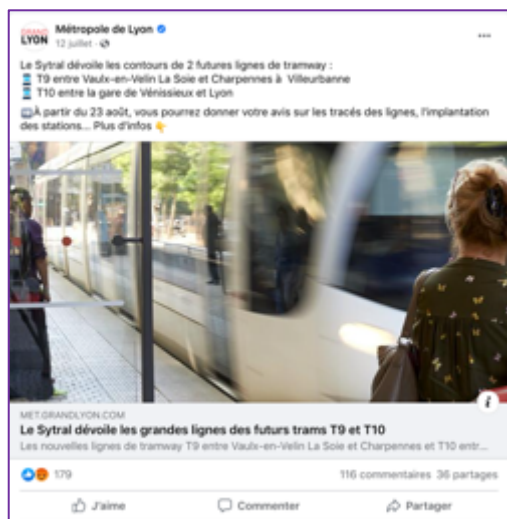 GRAND LYON
Métropole de Lyon
12 juillet ·
Le Sytral dévoile les contours de 2 futures lignes de tramway :
T9 entre Vaulx-en-Velin La Soie et Charpennes à Villeurbanne
T10 entre la gare de Vénissieux et Lyon
À partir du 23 août, vous pourrez donner votre avis sur les tracés des lignes, l'implantation
des stations... Plus d'infos
MET.GRANDLYON.COM
Le Sytral dévoile les grandes lignes des futurs trams T9 et T10
Les nouvelles lignes de tramway T9 entre Vaulx-en-Velin La Soie et Charpennes et T10 entr...
179
116 commentaires 36 partages
J'aime
Commenter
Partager